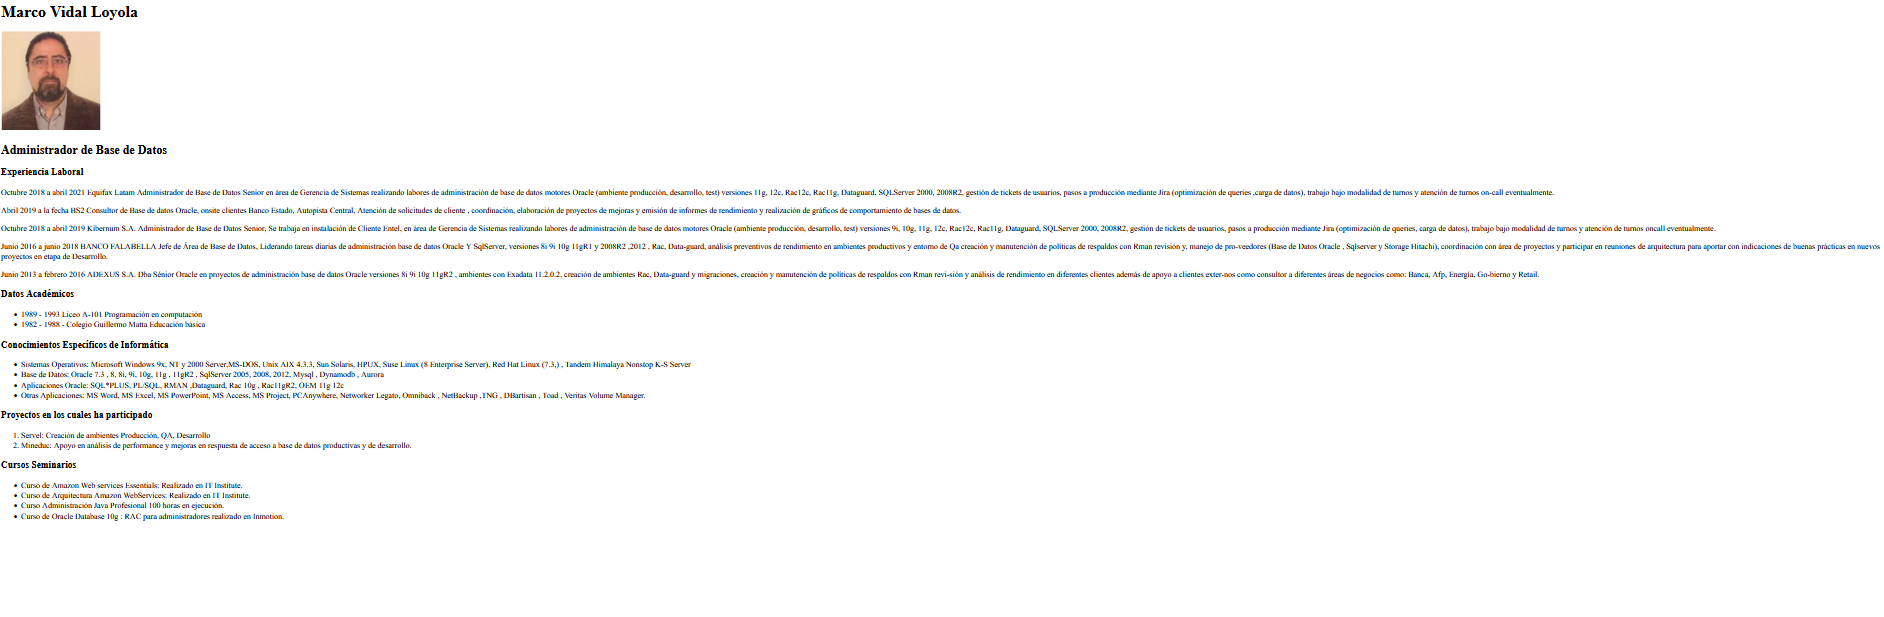 Marco Vidal Loyola
Administrador de Base de Datos
Experiencia Laboral
Octubre 2018 a abril 2021 Equifax Latam Administrador de Base de Datos Senior en área de Gerencia de Sistemas realizando labores de administración de base de datos motores Oracle (ambiente producción, desarrollo, test) versiones 11g, 12c, Rac12c, Rac11g, Dataguard, SQLServer 2000, 2008R2, gestión de tickets de usuarios, pasos a producción mediante Jira (optimización de queries ,carga de datos), trabajo bajo modalidad de turnos y atención de turnos on-call eventualmente.
Abril 2019 a la fecha BS2 Consultor de Base de datos Oracle, onsite clientes Banco Estado, Autopista Central, Atención de solicitudes de cliente , coordinación, elaboración de proyectos de mejoras y emisión de informes de rendimiento y realización de gráficos de comportamiento de bases de datos.
Octubre 2018 a abril 2019 Kibernum S.A. Administrador de Base de Datos Senior, Se trabaja en instalación de Cliente Entel, en área de Gerencia de Sistemas realizando labores de administración de base de datos motores Oracle (ambiente producción, desarrollo, test) versiones 9i, 10g, 11g, 12c, Rac12c, Rac11g, Dataguard, SQLServer 2000, 2008R2, gestión de tickets de usuarios, pasos a producción mediante Jira (optimización de queries, carga de datos), trabajo bajo modalidad de turnos y atención de turnos oncall eventualmente.
Junio 2016 a junio 2018 BANCO FALABELLA Jefe de Área de Base de Datos, Liderando tareas diarias de administración base de datos Oracle Y SqlServer, versiones 8i 9i 10g 11gR1 y 2008R2 ,2012 , Rac, Data-guard, análisis preventivos de rendimiento en ambientes productivos y entorno de Qa creación y manutención de políticas de respaldos con Rman revisión y, manejo de pro-veedores (Base de Datos Oracle , Sqlserver y Storage Hitachi), coordinación con área de proyectos y participar en reuniones de arquitectura para aportar con indicaciones de buenas prácticas en nuevos
proyectos en etapa de Desarrollo.
Junio 2013 a febrero 2016 ADEXUS S.A. Dba Sénior Oracle en proyectos de administración base de datos Oracle versiones 8i 9i 10g 11gR2 , ambientes con Exadata 11.2.0.2, creación de ambientes Rac, Data-guard y migraciones, creación y manutención de políticas de respaldos con Rman revi-sión y análisis de rendimiento en diferentes clientes además de apoyo a clientes exter-nos como consultor a diferentes áreas de negocios como: Banca, Afp, Energía, Go-bierno y Retail.
Datos Académicos
• 1989 - 1993 Liceo A-101 Programación en computación
• 1982 - 1988 - Colegio Guillermo Matta Educación básica
Conocimientos Específicos de Informática
• Sistemas Operativos: Microsoft Windows 9x, NT y 2000 Server,MS-DOS, Unix AIX 4.3.3, Sun Solaris, HPUX, Suse Linux (8 Enterprise Server), Red Hat Linux (7.3,) , Tandem Himalaya Nonstop K-S Server
• Base de Datos: Oracle 7.3 , 8, 8i, 9i, 10g, 11g , 11gR2 , SqlServer 2005, 2008, 2012, Mysql , Dynamodb , Aurora
• Aplicaciones Oracle: SQL*PLUS, PL/SQL, RMAN ,Dataguard, Rac 10g , Rac11gR2, OEM 11g 12c
• Otras Aplicaciones: MS Word, MS Excel, MS PowerPoint, MS Access, MS Project, PCAnywhere, Networker Legato, Omniback , NetBackup ,TNG , DBartisan , Toad , Veritas Volume Manager.
Proyectos en los cuales ha participado
1. Servel: Creación de ambientes Producción, QA, Desarrollo
2. Mineduc: Apoyo en análisis de performance y mejoras en respuesta de acceso a base de datos productivas y de desarrollo.
Cursos Seminarios
• Curso de Amazon Web services Essentials: Realizado en IT Institute.
• Curso de Arquitectura Amazon WebServices: Realizado en IT Institute.
• Curso Administración Java Profesional 100 horas en ejecución.
• Curso de Oracle Database 10g : RAC para administradores realizado en Inmotion.